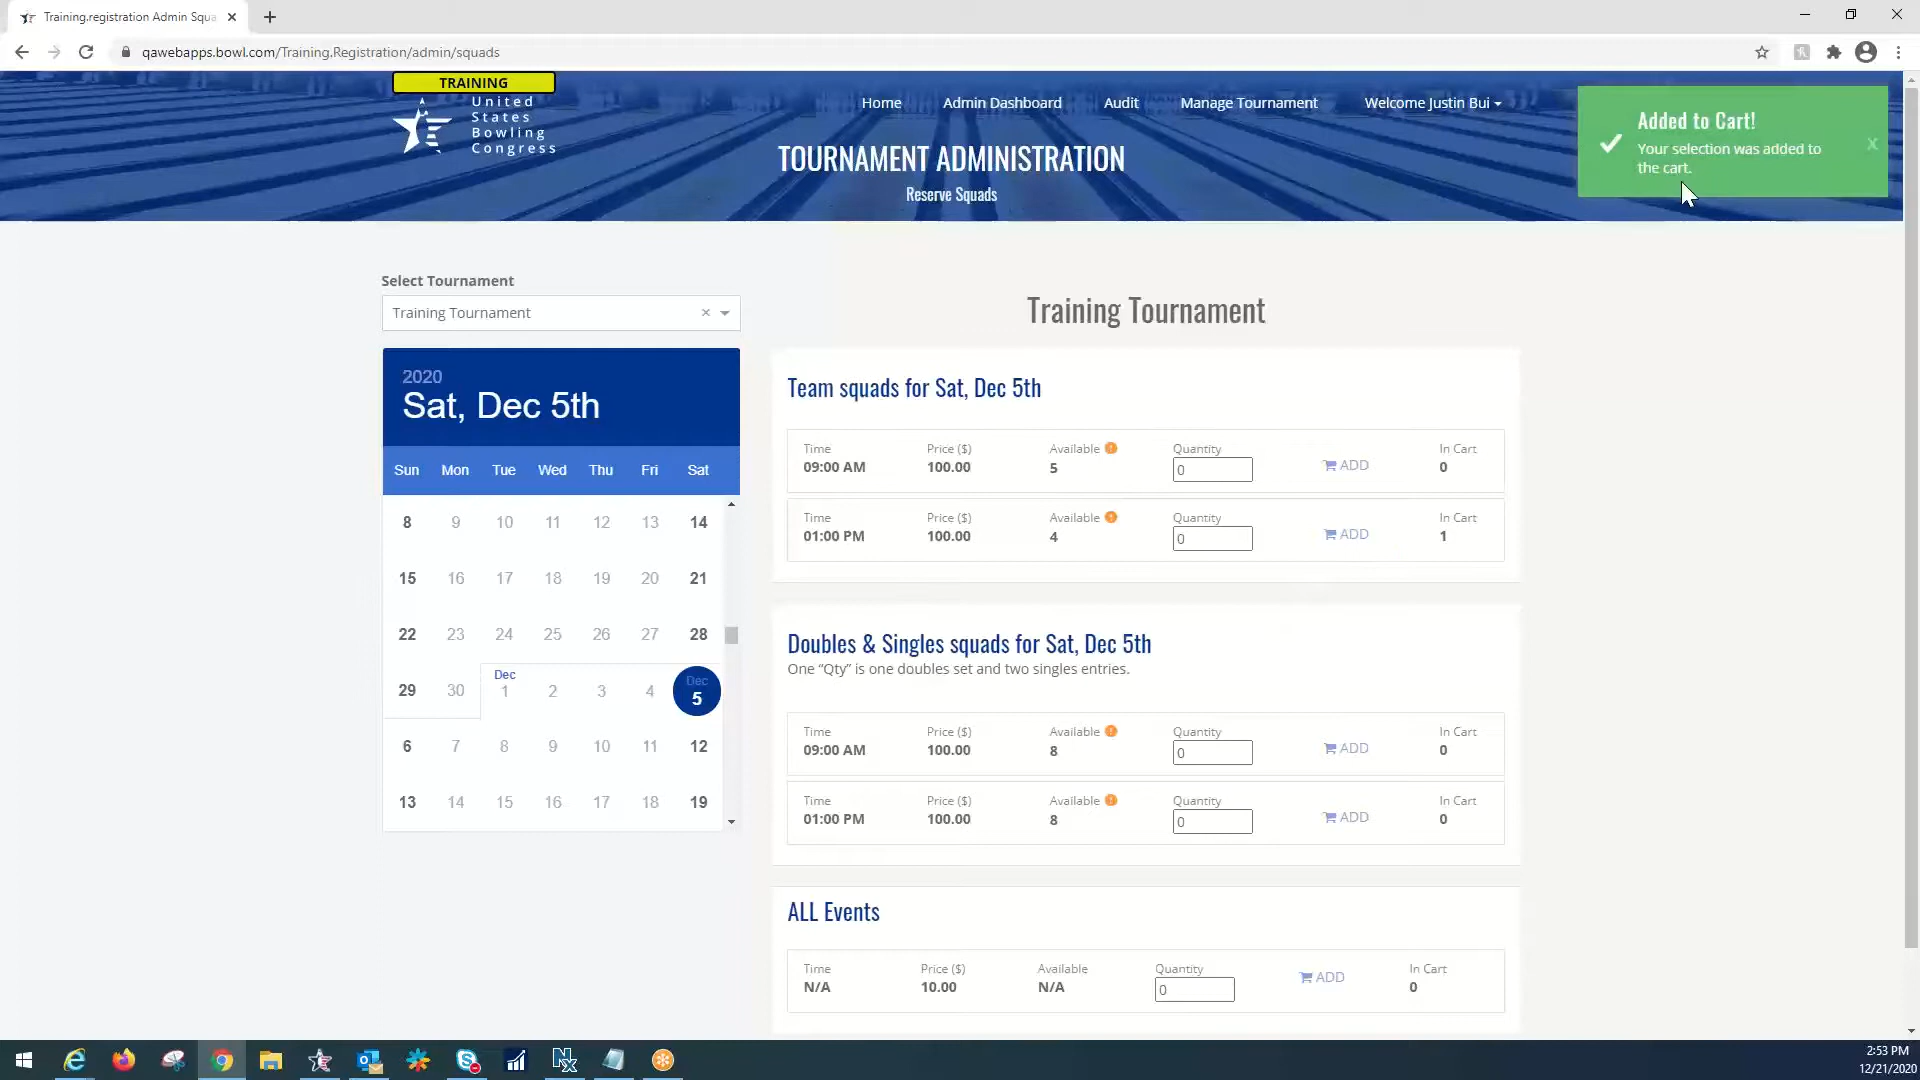 Training.registration Admin Squa
qawebapps.bowl.com/Training.Registration/admin/squads
TRAINING
United
States
Bowling
Congress
Home Admin Dashboard Audit Manage Tournament Welcome Justin Bui
TOURNAMENT ADMINISTRATION
Reserve Squads
Added to Cart!
Your selection was added to
the cart.
X
Select Tournament
Training Tournament
2020
Sat, Dec 5th
Sun Mon Tue Wed Thu Fri Sat
8 9 10 11 12 13 14
15 16 17 18 19 20 21
22 23 24 25 26 27 28
Dec Dec
29 30 1 2 3 4 5
6 7 8 9 10 11 12
13 14 15 16 17 18 19
Training Tournament
Team squads for Sat, Dec 5th
Time Price ($) Available Quantity In Cart
09:00 AM 100.00 5 0 ADD 0
Time Price ($) Available Quantity In Cart
01:00 PM 100.00 4 0 ADD 1
Doubles & Singles squads for Sat, Dec 5th
One “Qty” is one doubles set and two singles entries.
Time Price ($) Available Quantity In Cart
09:00 AM 100.00 8 0 ADD 0
Time Price ($) Available Quantity In Cart
01:00 PM 100.00 8 0 ADD 0
ALL Events
Time Price ($) Available Quantity In Cart
N/A 10.00 N/A 0 ADD 0
2:53 PM
12/21/2020